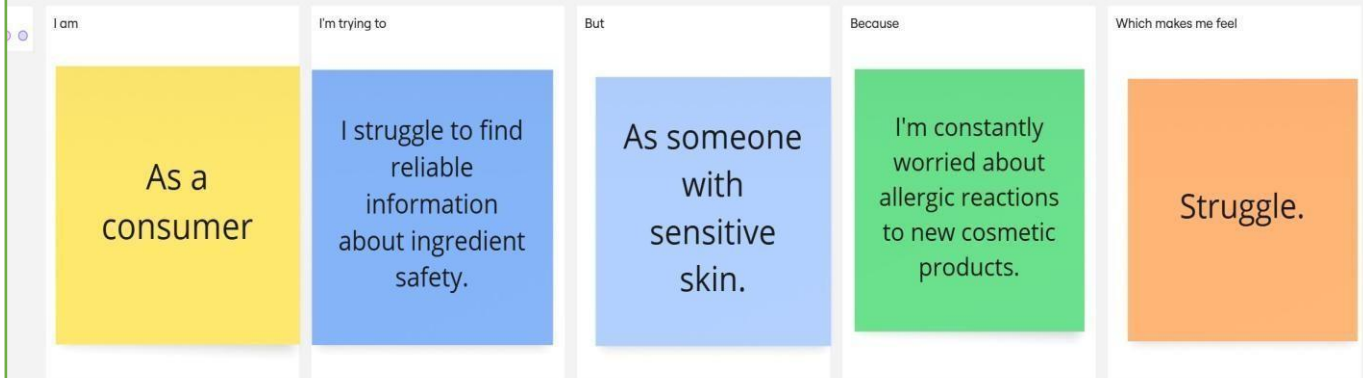 I am
I'm trying to
But
Because
Which makes me feel
As a
consumer
I struggle to find
reliable
information
about ingredient
safety.
As someone
with
sensitive
skin.
I'm constantly
worried about
allergic reactions
to new cosmetic
products.
Struggle.